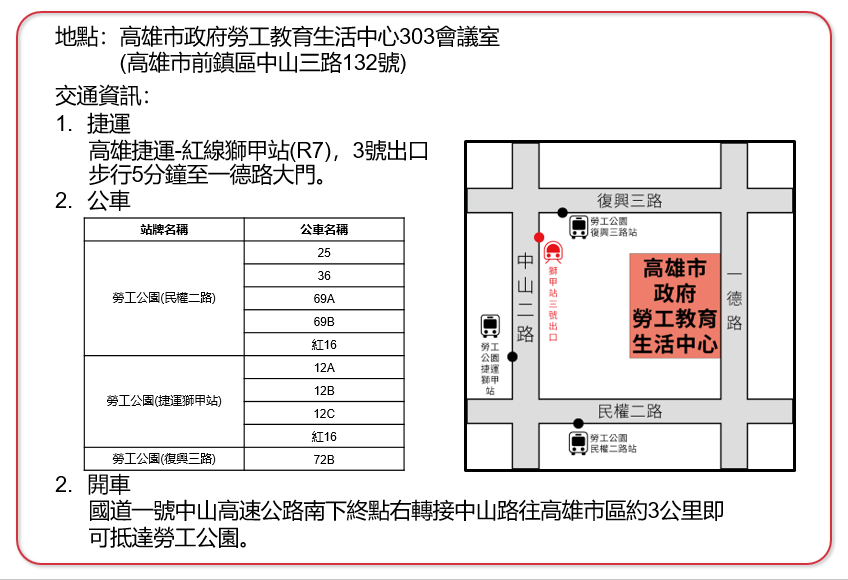 地點：高雄市政府勞工教育生活中心303會議室
(高雄市前鎮區中山三路132號)
交通資訊：
1. 捷運
高雄捷運-紅線獅甲站(R7)，3號出口
步行5分鐘至一德路大門。
2. 公車
站牌名稱 公車名稱
勞工公園(民權二路)
25
36
69A
69B
紅16
勞工公園(捷運獅甲站)
12A
12B
12C
紅16
勞工公園(復興三路) 72B
復興三路
勞工公園
復興三路站
中山二路
獅甲站三號出口
高雄市
政府
勞工教育
生活中心
一德路
勞工
公園
捷運
獅甲
站
民權二路
勞工公園
民權二路站
2. 開車
國道一號中山高速公路南下終點右轉接中山路往高雄市區約3公里即
可抵達勞工公園。